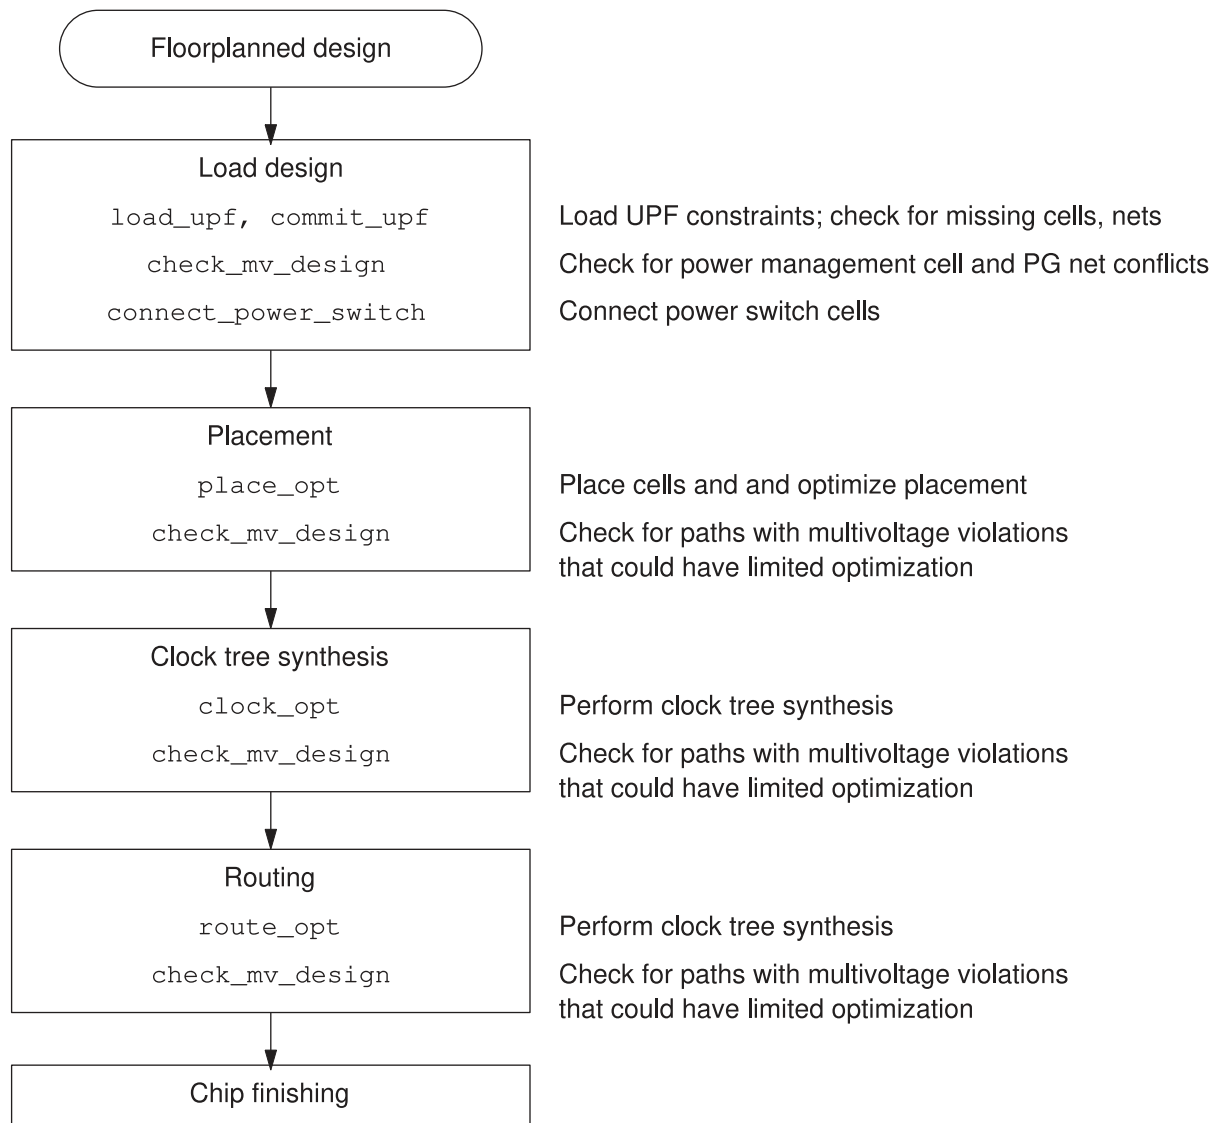 Floorplanned design
Load design
load_upf, commit_upf Load UPF constraints; check for missing cells, nets
check_mv_design Check for power management cell and PG net conflicts
connect_power_switch Connect power switch cells
Placement
place_opt Place cells and and optimize placement
check_mv_design Check for paths with multivoltage violations
that could have limited optimization
Clock tree synthesis
clock_opt Perform clock tree synthesis
check_mv_design Check for paths with multivoltage violations
that could have limited optimization
Routing
route_opt Perform clock tree synthesis
check_mv_design Check for paths with multivoltage violations
that could have limited optimization
Chip finishing